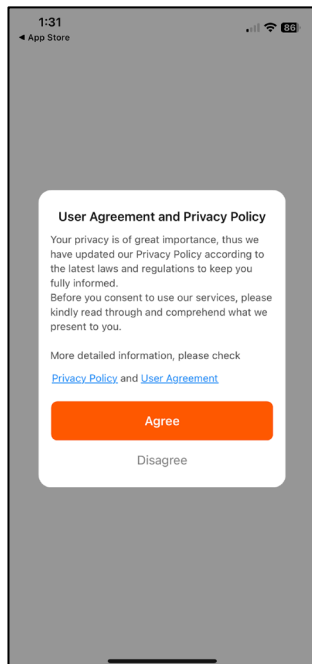 1:31
86
◀ App Store
User Agreement and Privacy Policy
Your privacy is of great importance, thus we
have updated our Privacy Policy according to
the latest laws and regulations to keep you
fully informed.
Before you consent to use our services, please
kindly read through and comprehend what we
present to you.
More detailed information, please check
Privacy Policy and User Agreement
Agree
Disagree